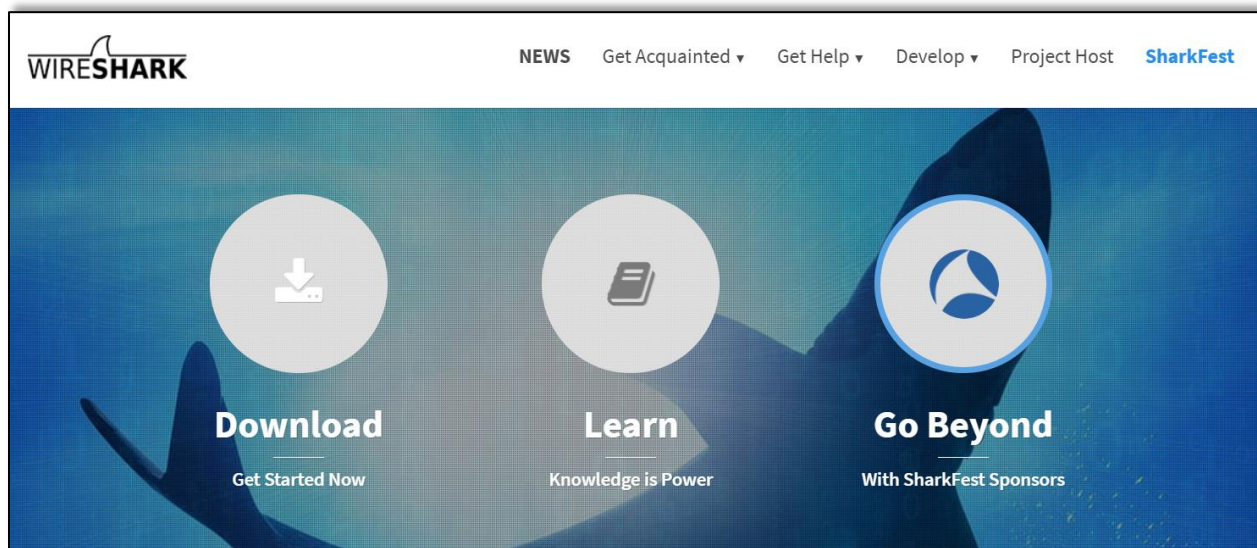 WIRESHARK
NEWS Get Acquainted ▾ Get Help ▾ Develop ▾ Project Host SharkFest
Download Learn Go Beyond
Get Started Now Knowledge is Power With SharkFest Sponsors